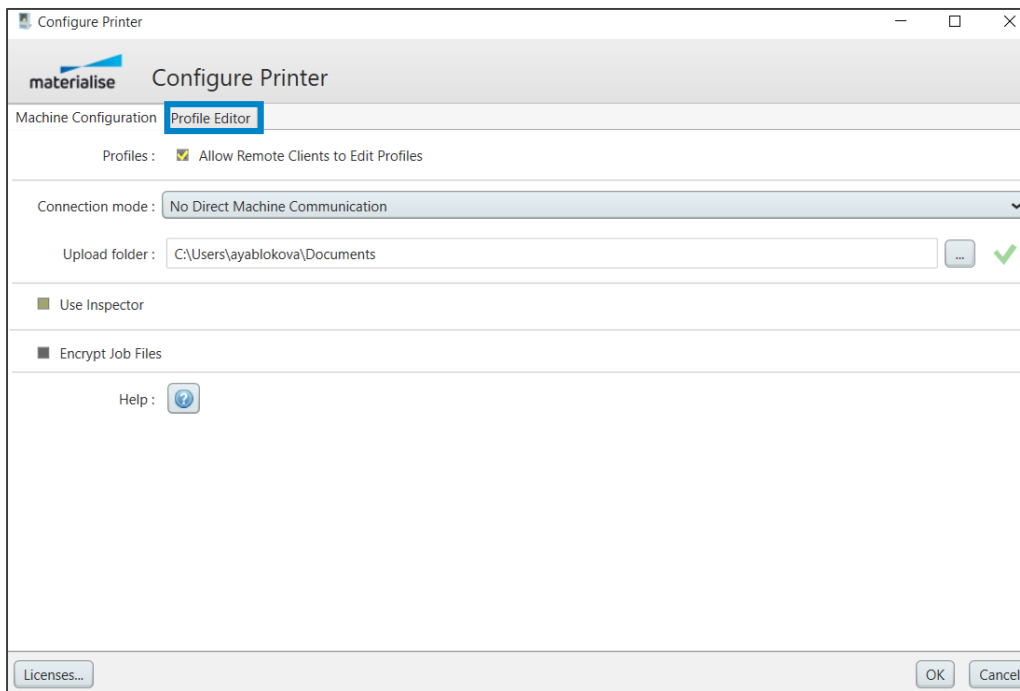 Configure Printer
materialise
Configure Printer
Machine Configuration Profile Editor
Profiles : Allow Remote Clients to Edit Profiles
Connection mode : No Direct Machine Communication
Upload folder : C:\Users\ayablokova\Documents ...
Use Inspector
Encrypt Job Files
Help : ?
Licenses... OK Cancel